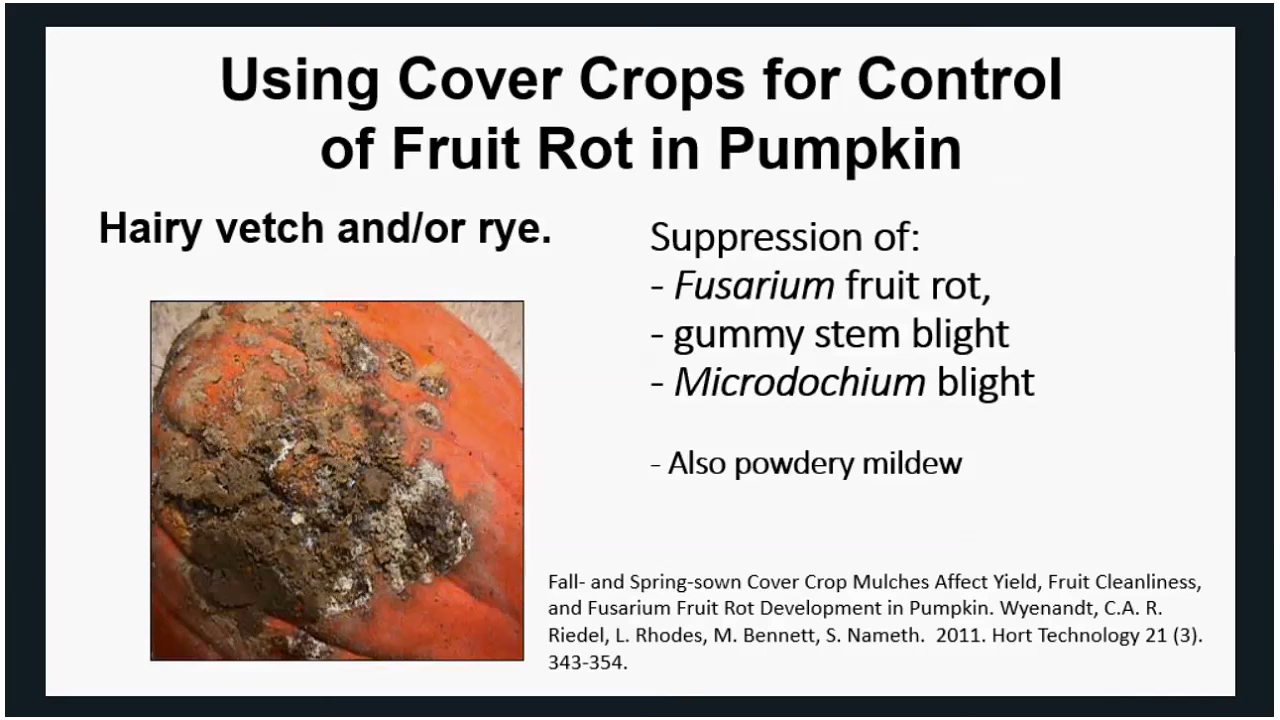 Using Cover Crops for Control
of Fruit Rot in Pumpkin
Hairy vetch and/or rye.
Suppression of:
- Fusarium fruit rot,
- gummy stem blight
- Microdochium blight
- Also powdery mildew
Fall- and Spring-sown Cover Crop Mulches Affect Yield, Fruit Cleanliness,
and Fusarium Fruit Rot Development in Pumpkin. Wyenandt, C.A. R.
Riedel, L. Rhodes, M. Bennett, S. Nameth.  2011. Hort Technology 21 (3).
343-354.